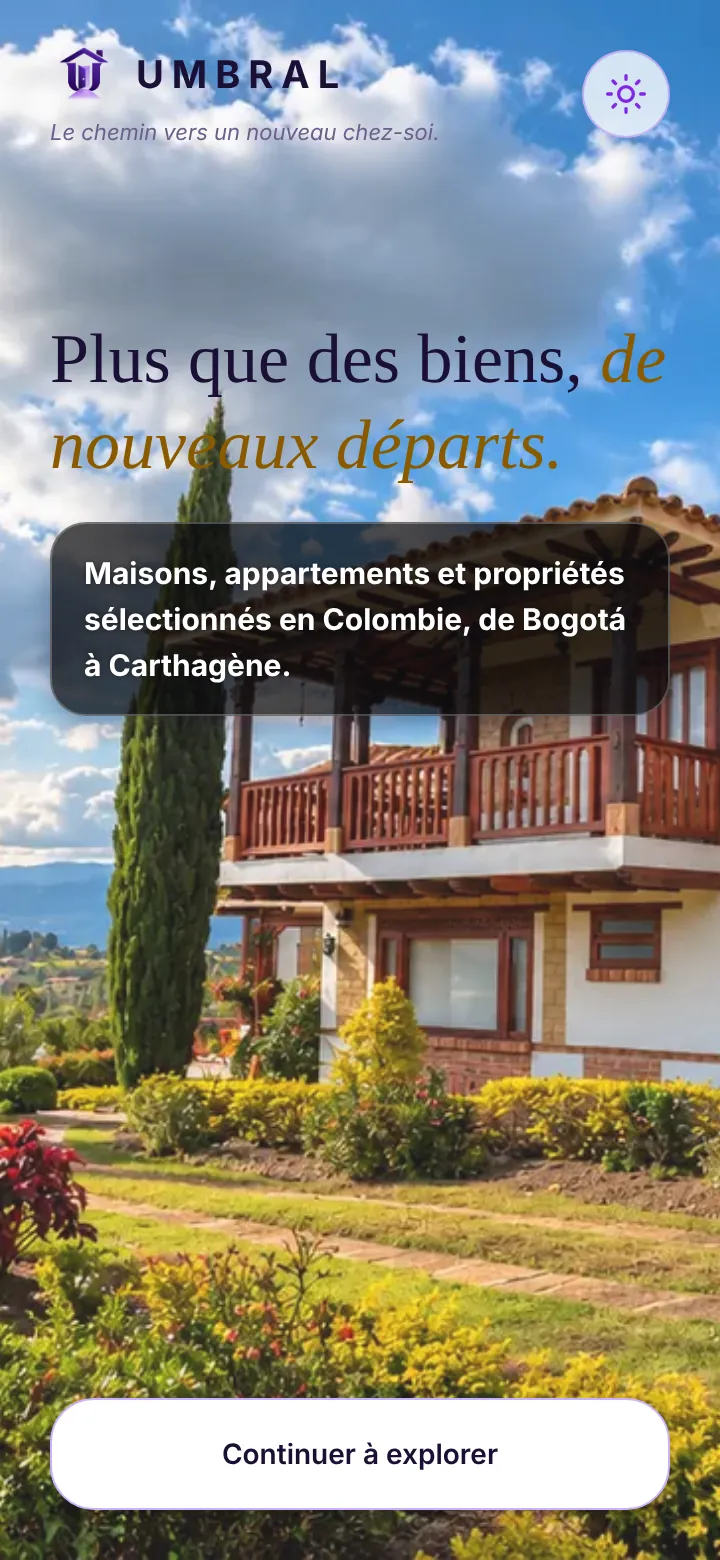 UMBRAL
Le chemin vers un nouveau chez-soi.
Plus que des biens, de
nouveaux départs.
Maisons, appartements et propriétés
sélectionnés en Colombie, de Bogotá
à Carthagène.
Continuer à explorer